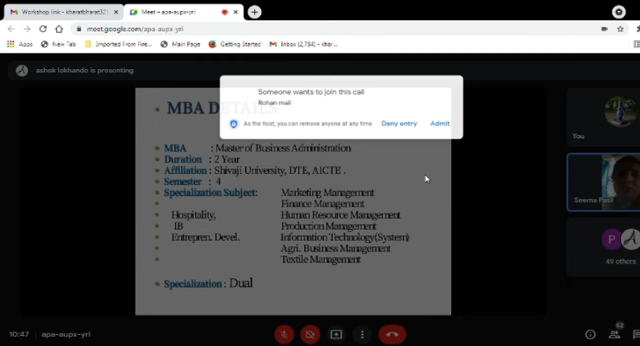 Workshop link - kharatbharat32
Meet – apa-aupx-yri
meet.google.com/apa-aupx-yri
Apps
New Tab
Imported From Fire...
Main Page
Getting Started
Inbox (2,784) - khar...
ashok lokhando is presenting
Someone wants to join this call
Rohan mali
As the host, you can remove anyone at any time
Deny entry
Admit
MBA DETAILS
MBA : Master of Business Administration
Duration : 2 Year
Affiliation : Shivaji University, DTE, AICTE .
Semester : 4
Specialization Subject: Marketing Management
Finance Management
Hospitality, Human Resource Management
IB Production Management
Entrepren. Devel. Information Technology(System)
Agri. Business Management
Textile Management
Specialization : Dual
You
Seema Patil
P
49 others
10:47
apa-aupx-yri
52